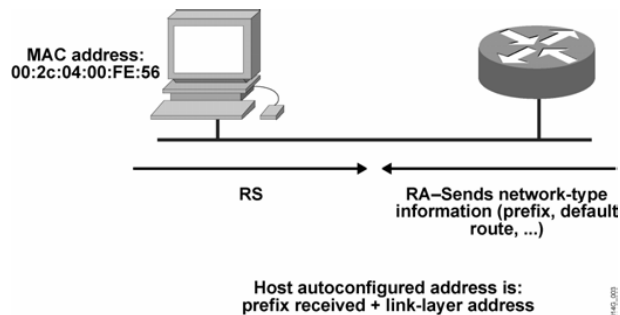 MAC address:
00:2c:04:00:FE:56
RS
RA–Sends network-type
information (prefix, default
route, ...)
Host autoconfigured address is:
prefix received + link-layer address